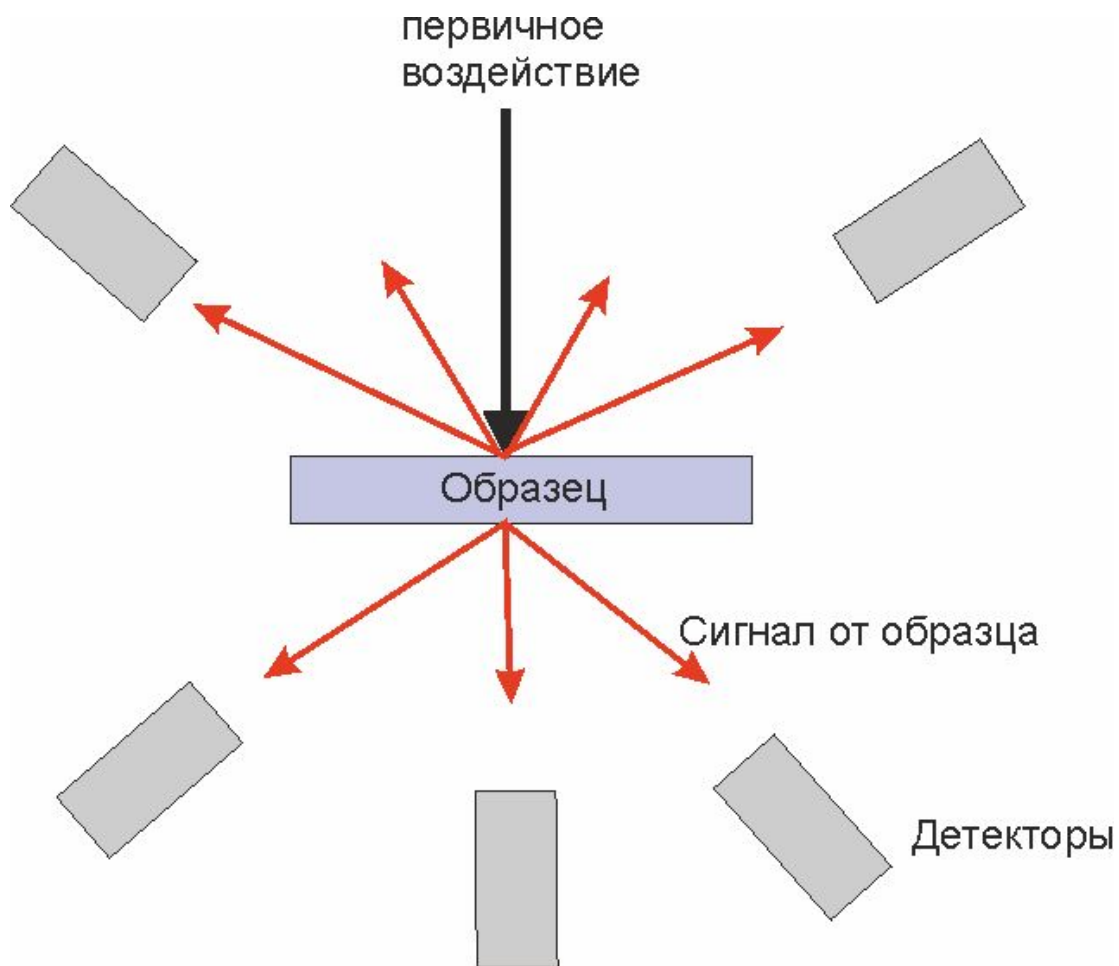 первичное
воздействие
Образец
Сигнал от образца
Детекторы